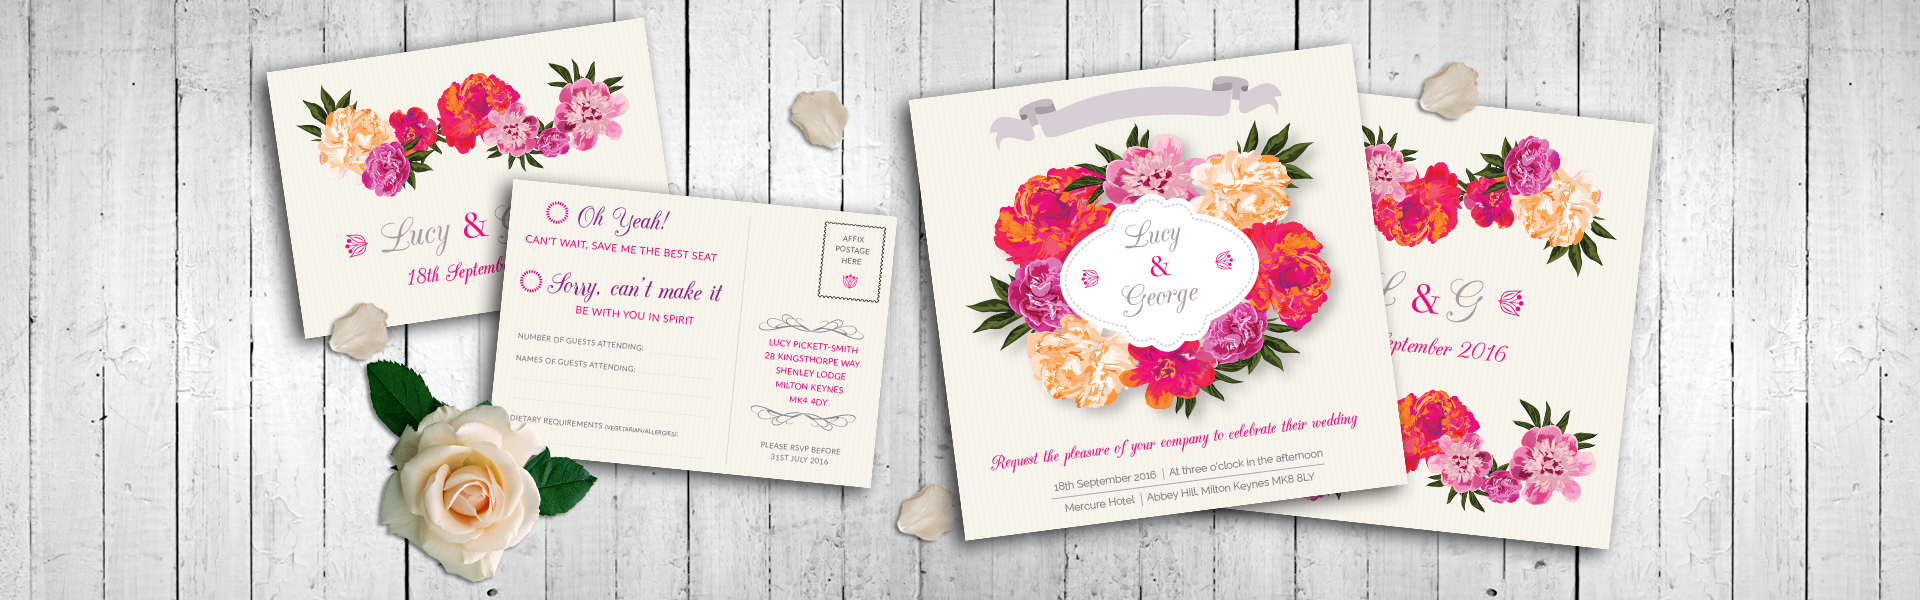 Lucy & G
18th Septemb
Oh Yeah!
CAN'T WAIT, SAVE ME THE BEST SEAT
Sorry, can't make it
BE WITH YOU IN SPIRIT
NUMBER OF GUESTS ATTENDING:
NAMES OF GUESTS ATTENDING:
DIETARY REQUIREMENTS (VEGETARIAN/ALLERGIES):
AFFIX
POSTAGE
HERE
LUCY PICKETT-SMITH
28 KINGSTHORPE WAY
SHENLEY LODGE
MILTON KEYNES
MK4 4DY
PLEASE RSVP BEFORE
31ST JULY 2016
Lucy
&
George
Request the pleasure of your company to celebrate their wedding
18th September 2016 | At three o'clock in the afternoon
Mercure Hotel | Abbey Hill, Milton Keynes MK8 8LY
L & G
eptember 2016